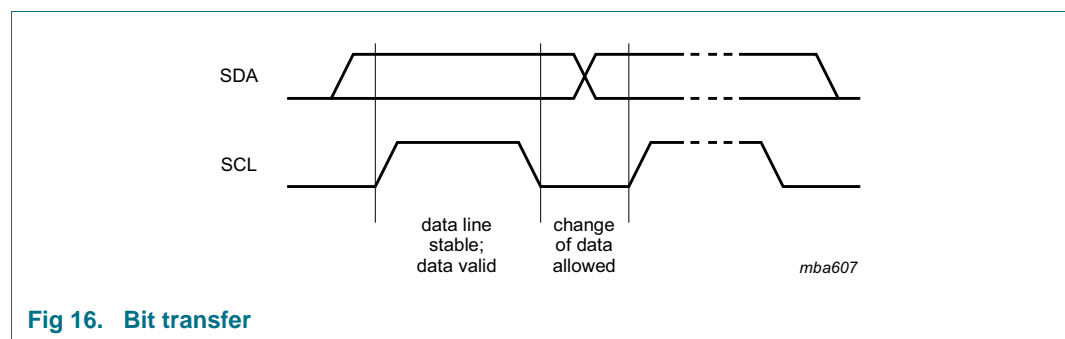 SDA
SCL
data line
stable;
data valid
change
of data
allowed
mba607
Fig 16. Bit transfer